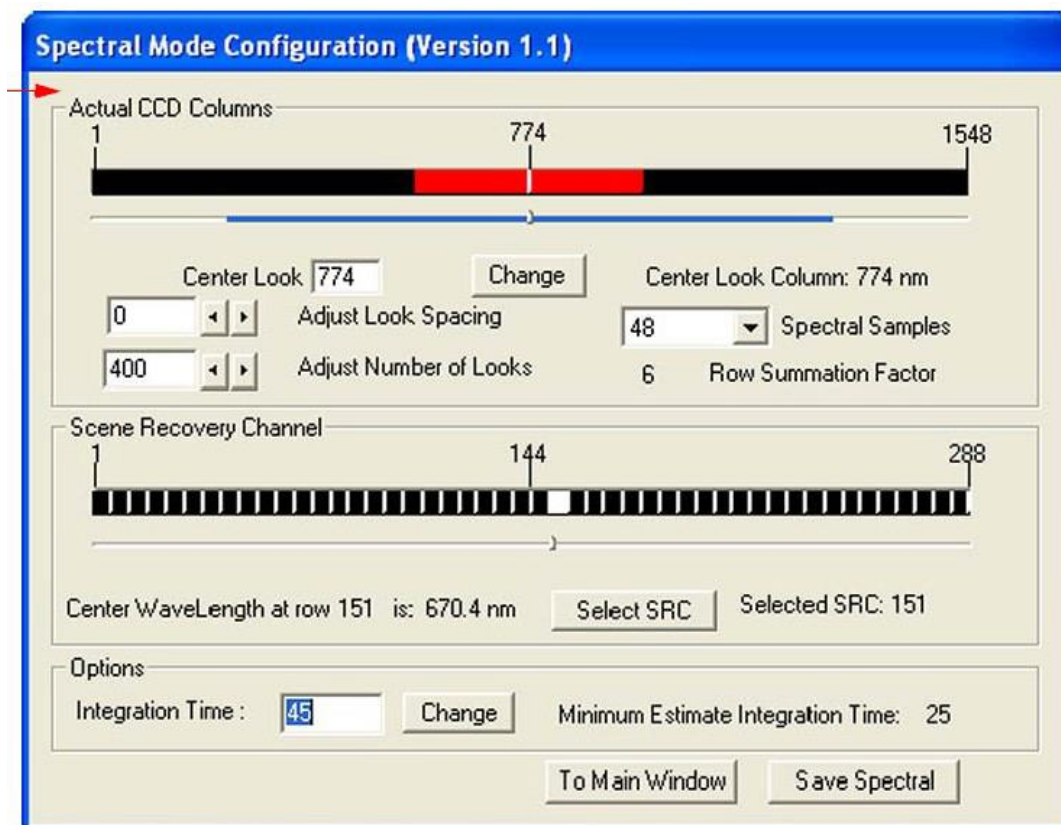 Spectral Mode Configuration (Version 1.1)
Actual CCD Columns
1 774 1548
Center Look 774 Change Center Look Column: 774 nm
0 Adjust Look Spacing 48 Spectral Samples
400 Adjust Number of Looks 6 Row Summation Factor
Scene Recovery Channel
1 144 288
Center WaveLength at row 151 is: 670.4 nm Select SRC Selected SRC: 151
Options
Integration Time : 45 Change Minimum Estimate Integration Time: 25
To Main Window Save Spectral